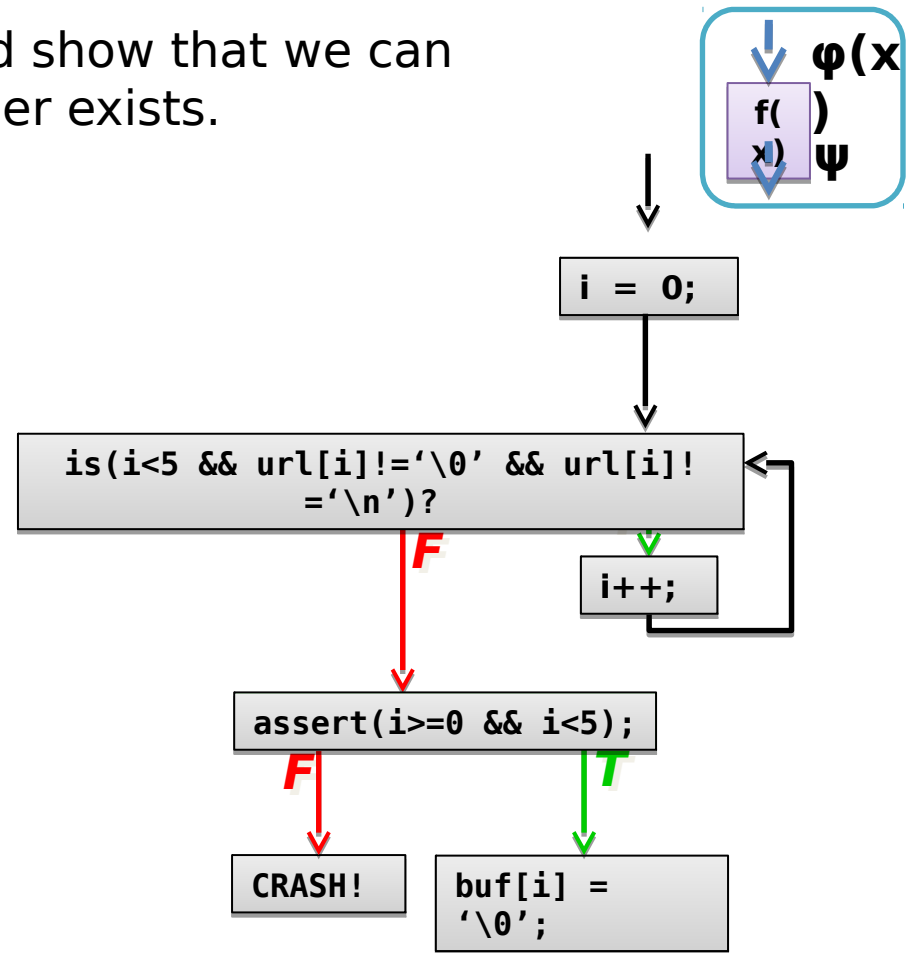 d show that we can
er exists.
φ(x
)
ψ
f(
x)
i = 0;
is(i<5 && url[i]!=‘\0’ && url[i]!
=‘\n’)?
F
i++;
assert(i>=0 && i<5);
F
T
CRASH!
buf[i] =
‘\0’;